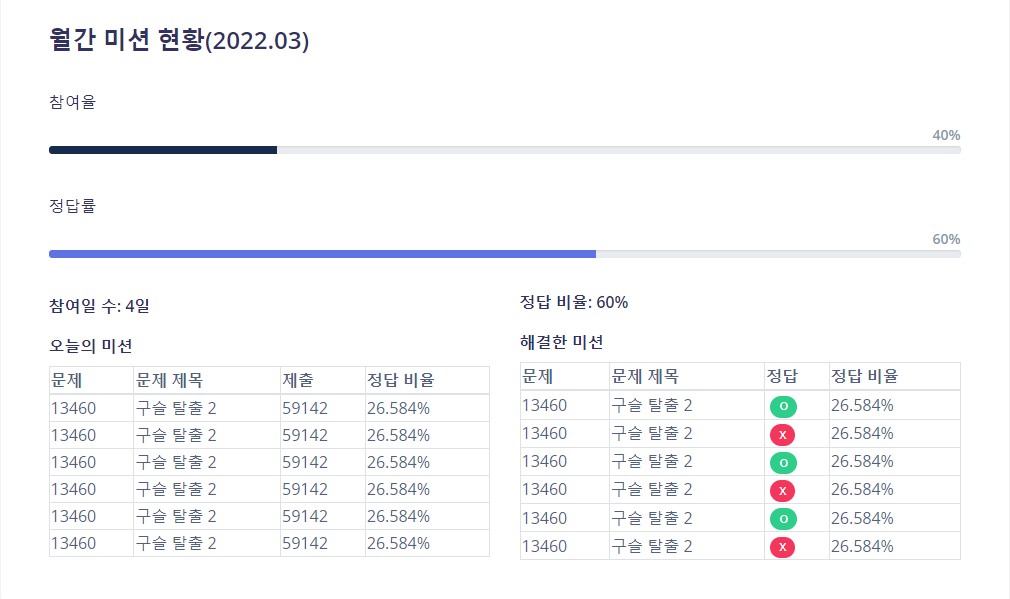 월간 미션 현황(2022.03)
참여율
40%
정답률
60%
참여일 수: 4일
오늘의 미션
문제 문제 제목 제출 정답 비율
13460 구슬 탈출 2 59142 26.584%
13460 구슬 탈출 2 59142 26.584%
13460 구슬 탈출 2 59142 26.584%
13460 구슬 탈출 2 59142 26.584%
13460 구슬 탈출 2 59142 26.584%
13460 구슬 탈출 2 59142 26.584%
정답 비율: 60%
해결한 미션
문제 문제 제목 정답 정답 비율
13460 구슬 탈출 2 O 26.584%
13460 구슬 탈출 2 X 26.584%
13460 구슬 탈출 2 O 26.584%
13460 구슬 탈출 2 X 26.584%
13460 구슬 탈출 2 O 26.584%
13460 구슬 탈출 2 X 26.584%